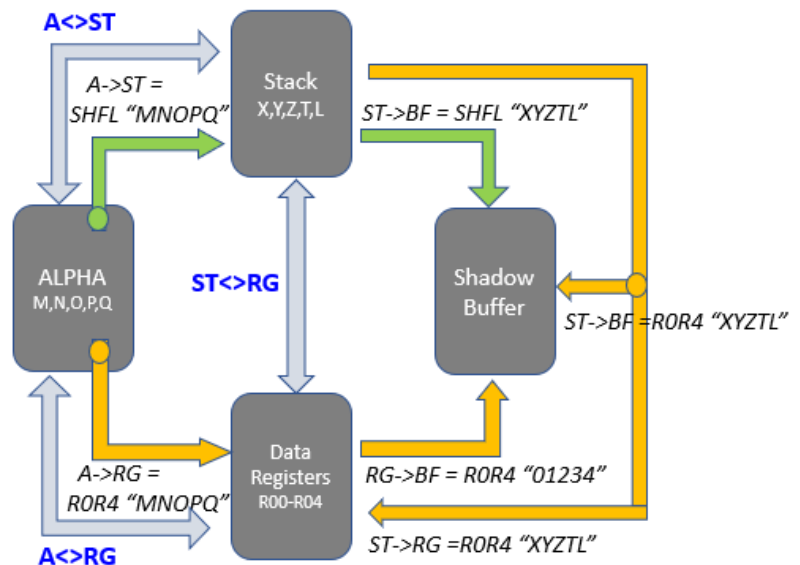 A<>ST
A->ST =
SHFL “MNOPQ”
Stack
X,Y,Z,T,L
ST->BF = SHFL “XYZTL”
ALPHA
M,N,O,P,Q
ST<>RG
Shadow
Buffer
ST->BF =R0R4 “XYZTL”
A->RG =
R0R4 “MNOPQ”
Data
Registers
R00-R04
RG->BF = R0R4 “01234”
ST->RG =R0R4 “XYZTL”
A<>RG